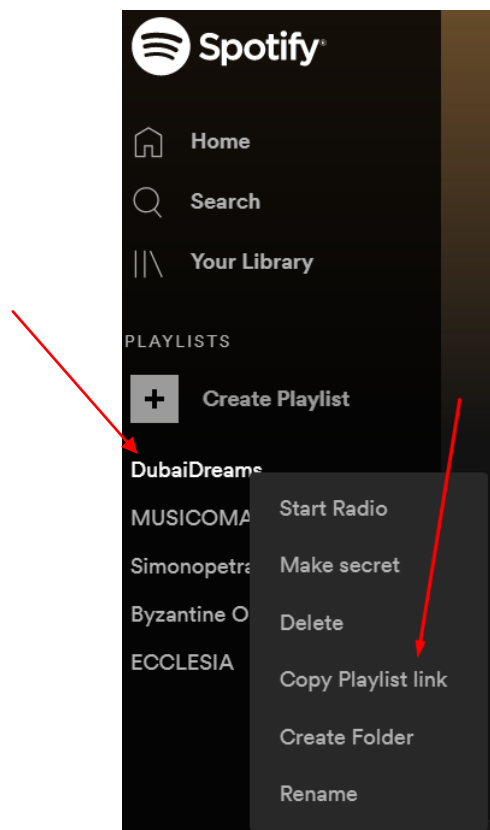 Spotify®
Home
Search
Your Library
PLAYLISTS
Create Playlist
DubaiDreams
MUSICOMA
Simonopetra
Byzantine O
ECCLESIA
Start Radio
Make secret
Delete
Copy Playlist link
Create Folder
Rename